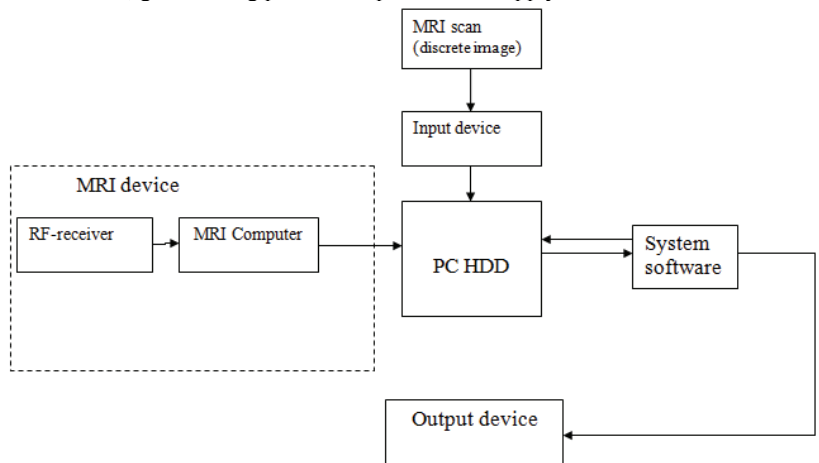 MRI scan
(discrete image)
Input device
MRI device
RF-receiver
MRI Computer
PC HDD
System
software
Output device